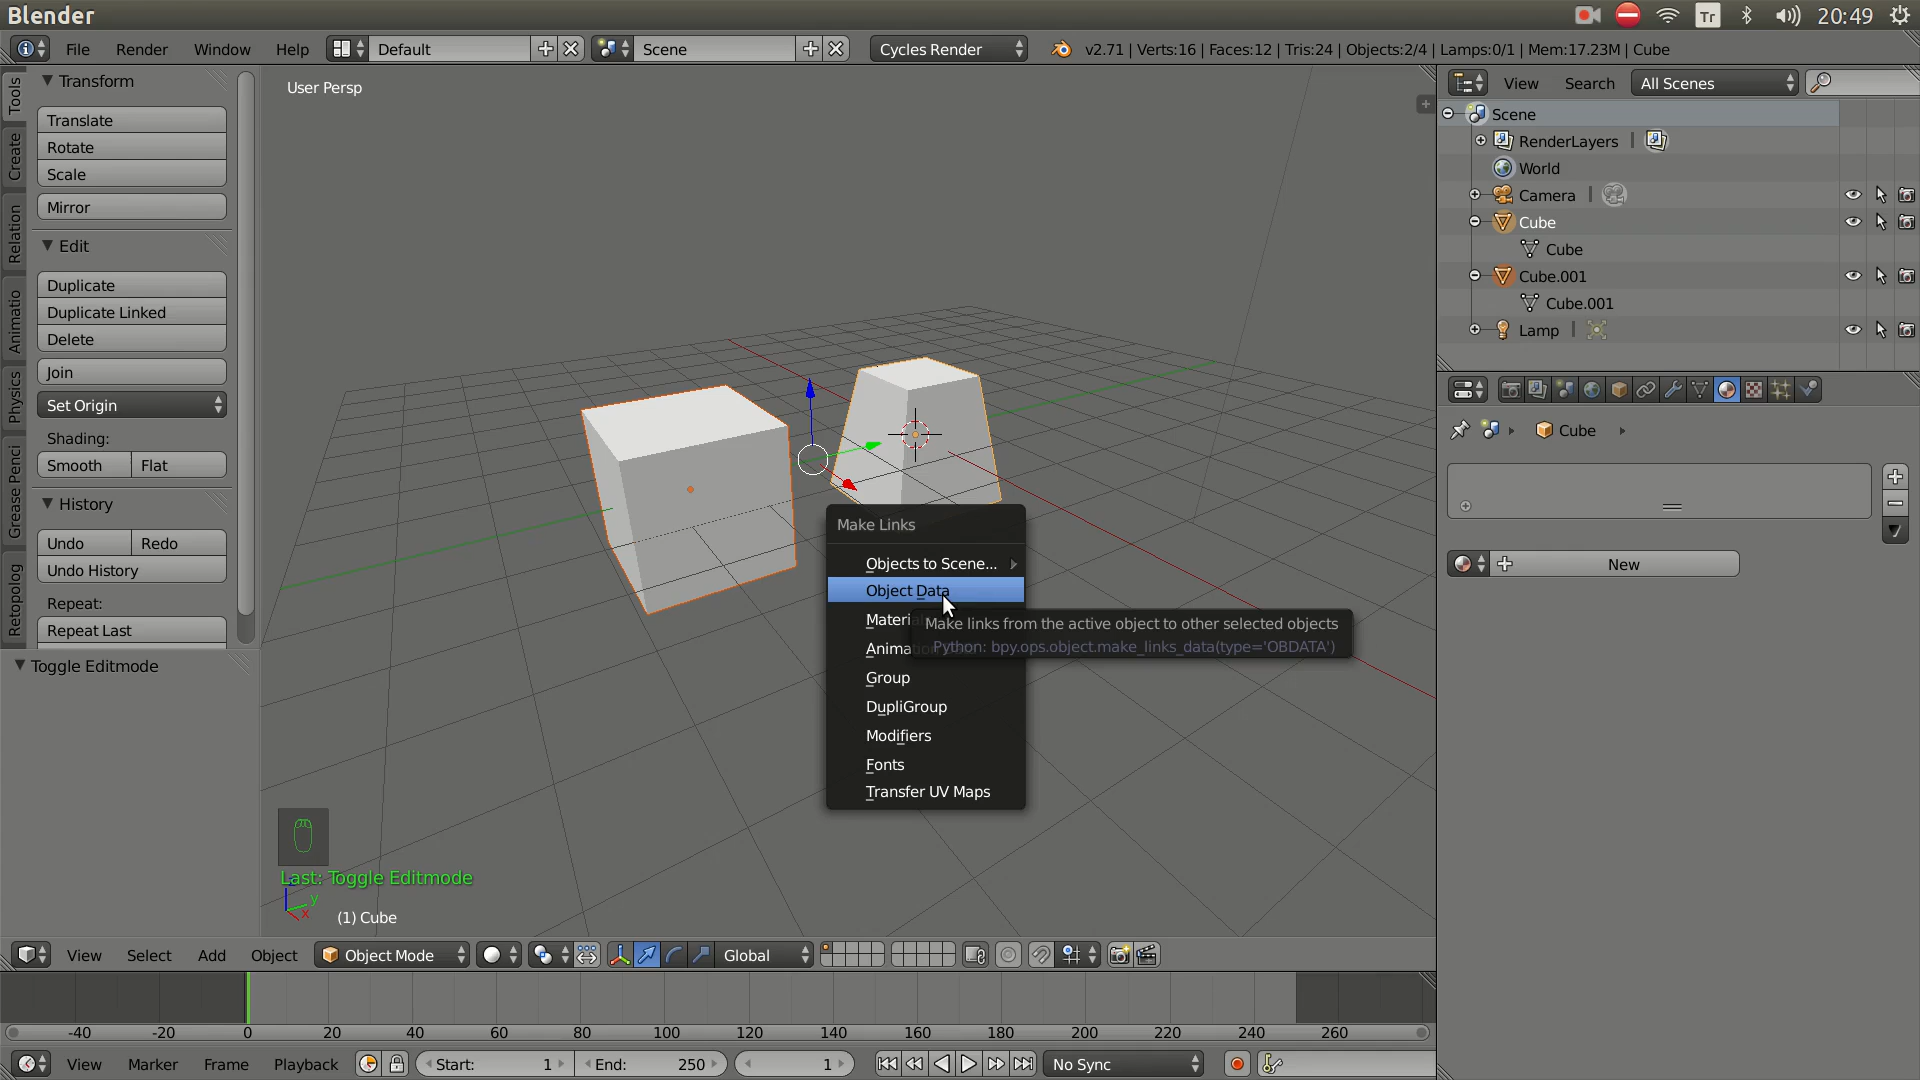 Blender
Tr
20:49
File Render Window Help Default Scene Cycles Render v2.71 | Verts:16 | Faces:12 | Tris:24 | Objects:2/4 | Lamps:0/1 | Mem:17.23M | Cube
Tools
Create
Relation
Animatio
Physics
Grease Penci
Retopolog
Transform
Translate
Rotate
Scale
Mirror
Edit
Duplicate
Duplicate Linked
Delete
Join
Set Origin
Shading:
Smooth Flat
History
Undo Redo
Undo History
Repeat:
Repeat Last
Toggle Editmode
User Persp
Make Links
Objects to Scene...
Object Data
Materi
Make links from the active object to other selected objects
Anima
Python: bpy.ops.object.make_links_data(type='OBDATA')
Group
DupliGroup
Modifiers
Fonts
Transfer UV Maps
Last: Toggle Editmode
z
y
x
(1) Cube
View Search All Scenes
Scene
RenderLayers |
World
Camera |
Cube
Cube
Cube.001
Cube.001
Lamp |
Cube
New
View Select Add Object Object Mode Global
-40 -20 0 20 40 60 80 100 120 140 160 180 200 220 240 260
View Marker Frame Playback Start: 1 End: 250 1 No Sync